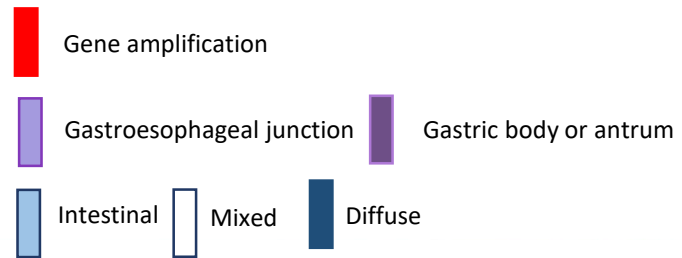 Gene amplification
Gastroesophageal junction Gastric body or antrum
Intestinal Mixed Diffuse